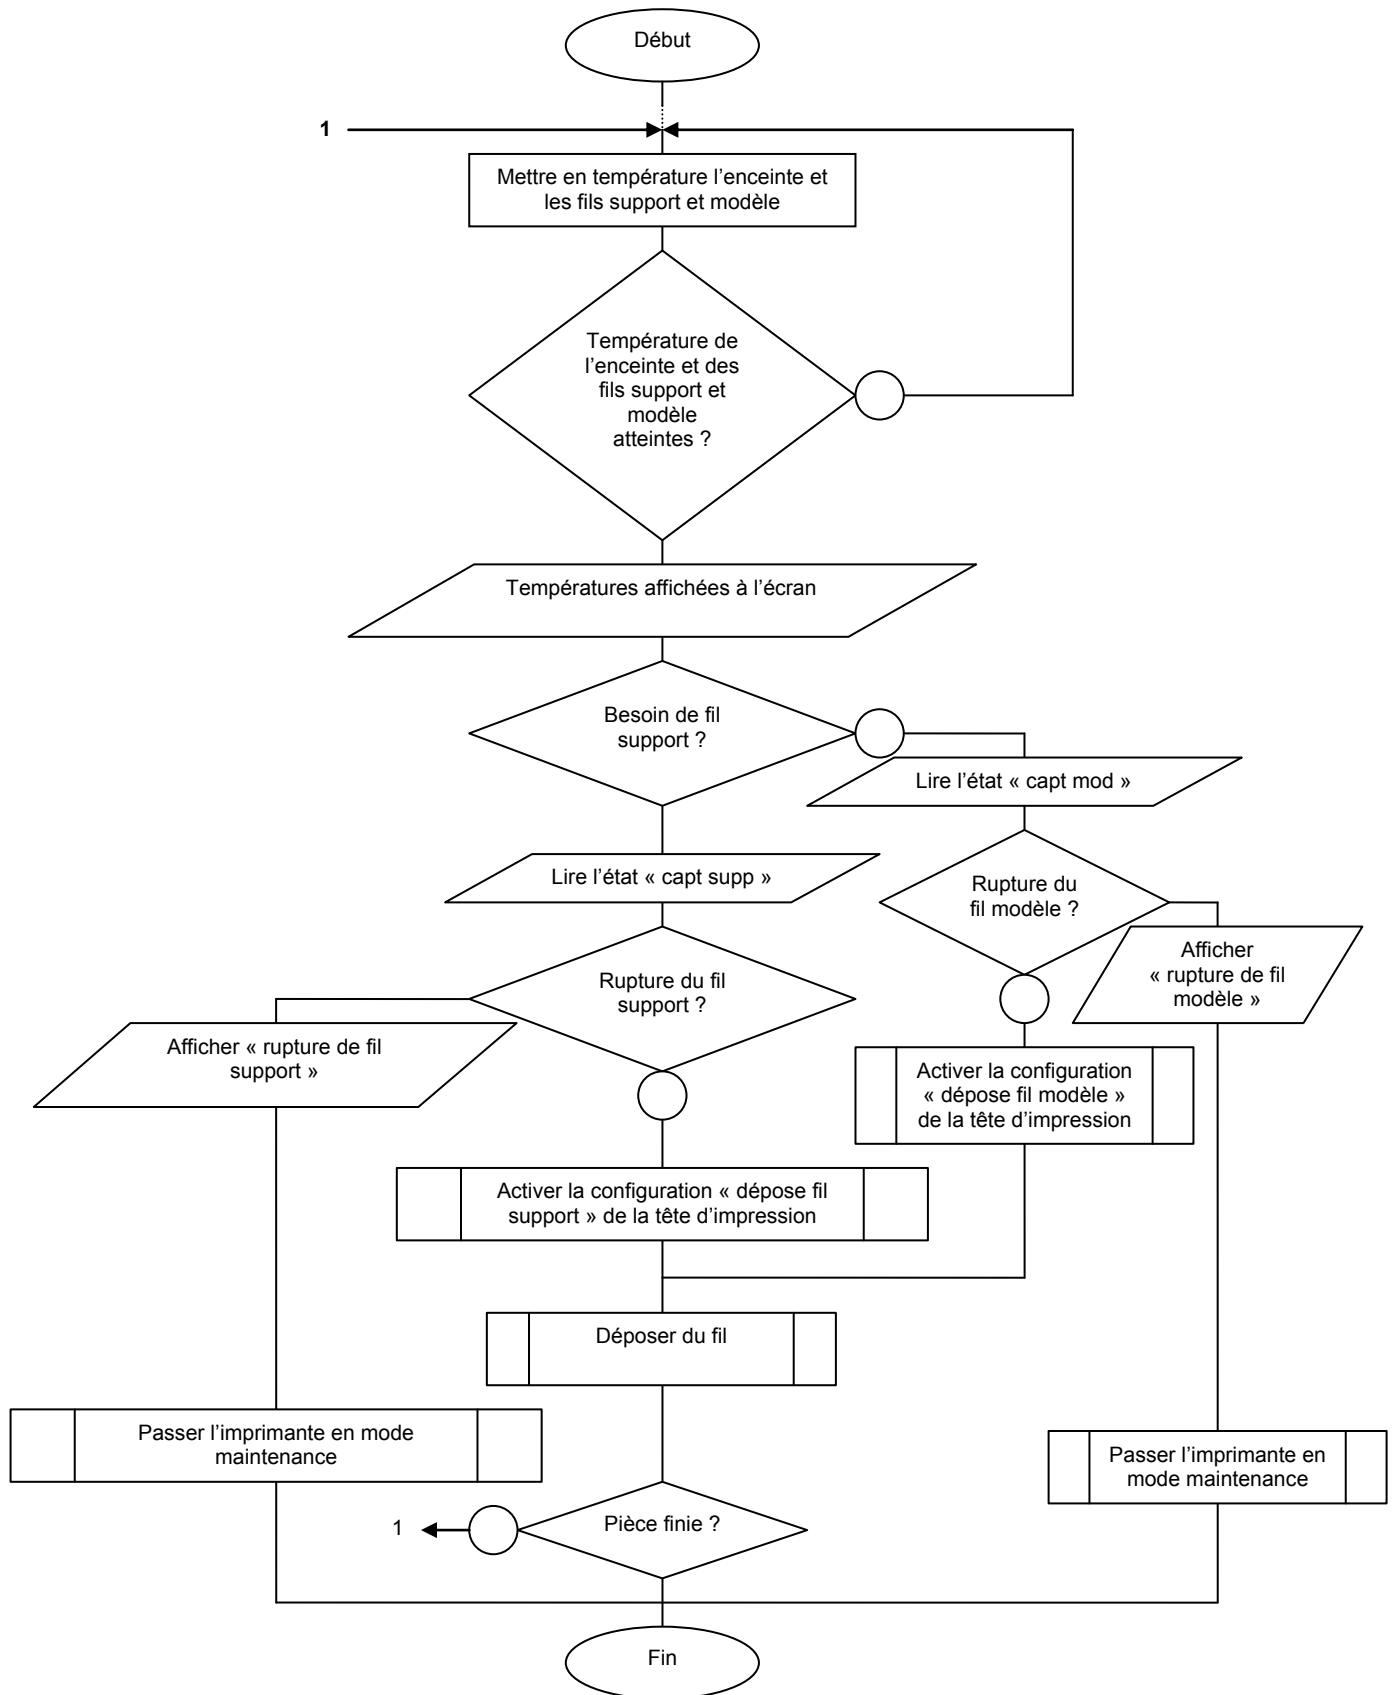 Début
1
Mettre en température l’enceinte et
les fils support et modèle
Température de
l’enceinte et des
fils support et
modèle
atteintes ?
Températures affichées à l’écran
Besoin de fil
support ?
Lire l’état « capt mod »
Lire l’état « capt supp »
Rupture du
fil modèle ?
Afficher
« rupture de fil
modèle »
Rupture du fil
support ?
Afficher « rupture de fil
support »
Activer la configuration
« dépose fil modèle »
de la tête d’impression
Activer la configuration « dépose fil
support » de la tête d’impression
Déposer du fil
Passer l’imprimante en mode
maintenance
Passer l’imprimante en
mode maintenance
Pièce finie ?
1
Fin